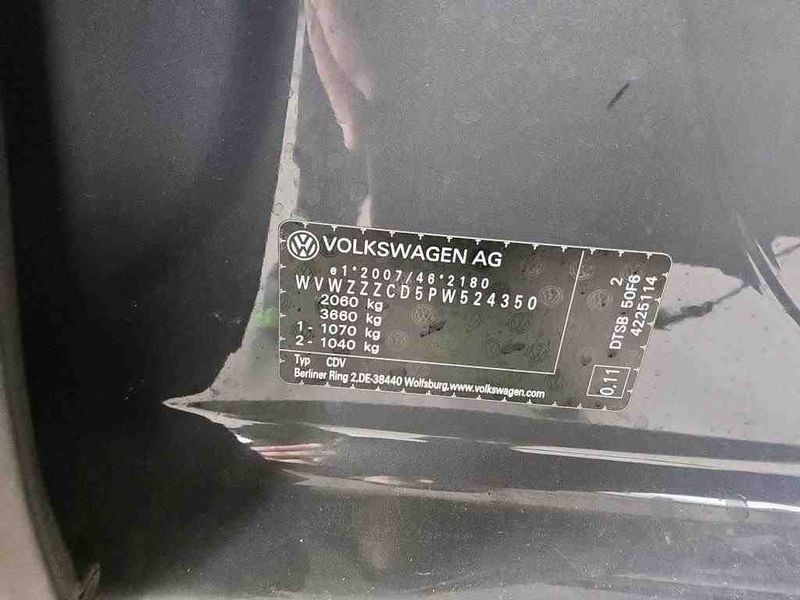 VOLKSWAGEN AG
e1*2007/46*2180
WVWZZZCD5PW524350
2060 kg
3660 kg
1 - 1070 kg
2 - 1040 kg
Typ CDV
Berliner Ring 2,DE-38440 Wolfsburg,www.volkswagen.com
2
DTSB 50F6
4225114
0,11